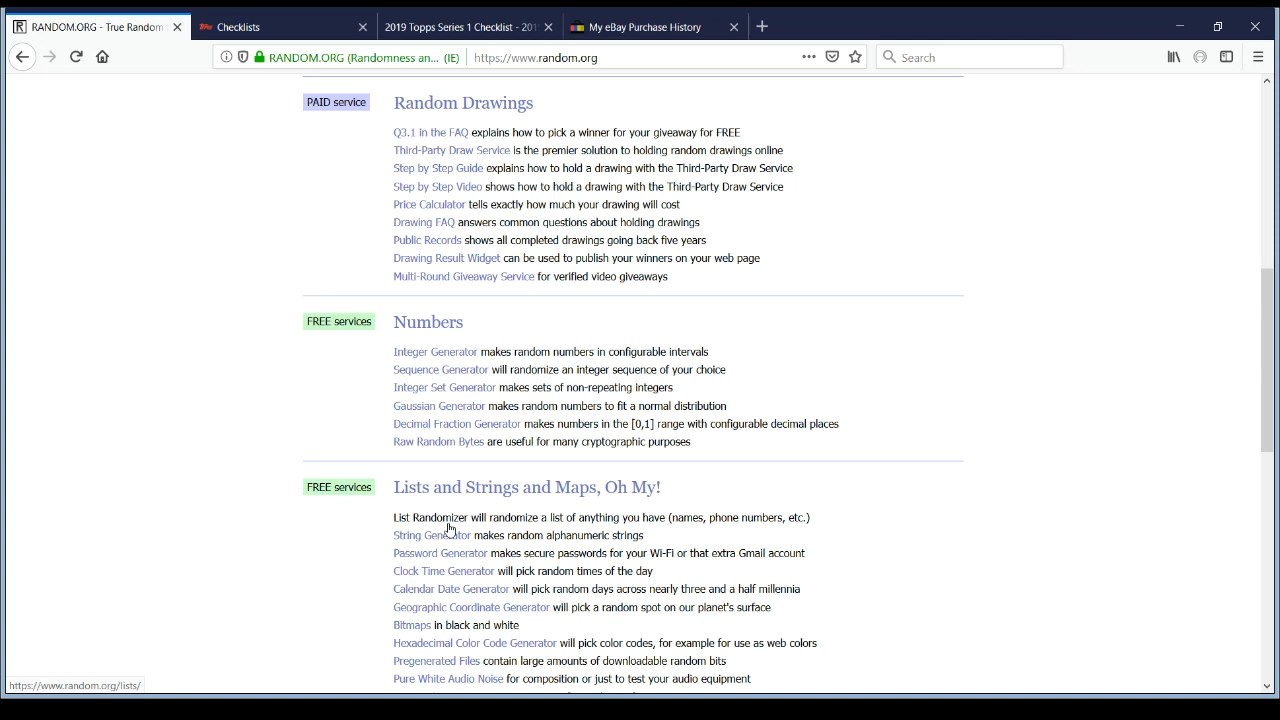 RANDOM.ORG - True Random
Checklists
2019 Topps Series 1 Checklist - 201
My eBay Purchase History
RANDOM.ORG (Randomness an... (IE)
https://www.random.org
Search
PAID service
Random Drawings
Q3.1 in the FAQ explains how to pick a winner for your giveaway for FREE
Third-Party Draw Service is the premier solution to holding random drawings online
Step by Step Guide explains how to hold a drawing with the Third-Party Draw Service
Step by Step Video shows how to hold a drawing with the Third-Party Draw Service
Price Calculator tells exactly how much your drawing will cost
Drawing FAQ answers common questions about holding drawings
Public Records shows all completed drawings going back five years
Drawing Result Widget can be used to publish your winners on your web page
Multi-Round Giveaway Service for verified video giveaways
FREE services
Numbers
Integer Generator makes random numbers in configurable intervals
Sequence Generator will randomize an integer sequence of your choice
Integer Set Generator makes sets of non-repeating integers
Gaussian Generator makes random numbers to fit a normal distribution
Decimal Fraction Generator makes numbers in the [0,1] range with configurable decimal places
Raw Random Bytes are useful for many cryptographic purposes
FREE services
Lists and Strings and Maps, Oh My!
List Randomizer will randomize a list of anything you have (names, phone numbers, etc.)
String Generator makes random alphanumeric strings
Password Generator makes secure passwords for your Wi-Fi or that extra Gmail account
Clock Time Generator will pick random times of the day
Calendar Date Generator will pick random days across nearly three and a half millennia
Geographic Coordinate Generator will pick a random spot on our planet's surface
Bitmaps in black and white
Hexadecimal Color Code Generator will pick color codes, for example for use as web colors
Pregenerated Files contain large amounts of downloadable random bits
Pure White Audio Noise for composition or just to test your audio equipment
https://www.random.org/lists/